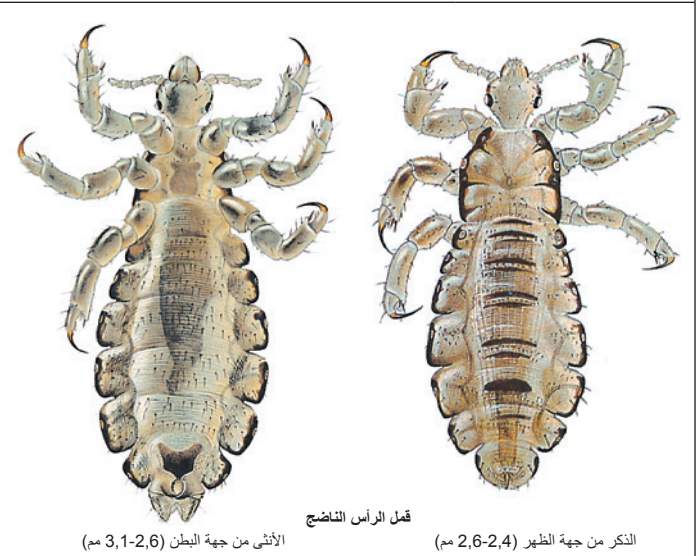 قمل الرأس الناضج
الذكر من جهة الظهر (2,4-2,6 مم)
الأنثى من جهة البطن (2,6-3,1 مم)